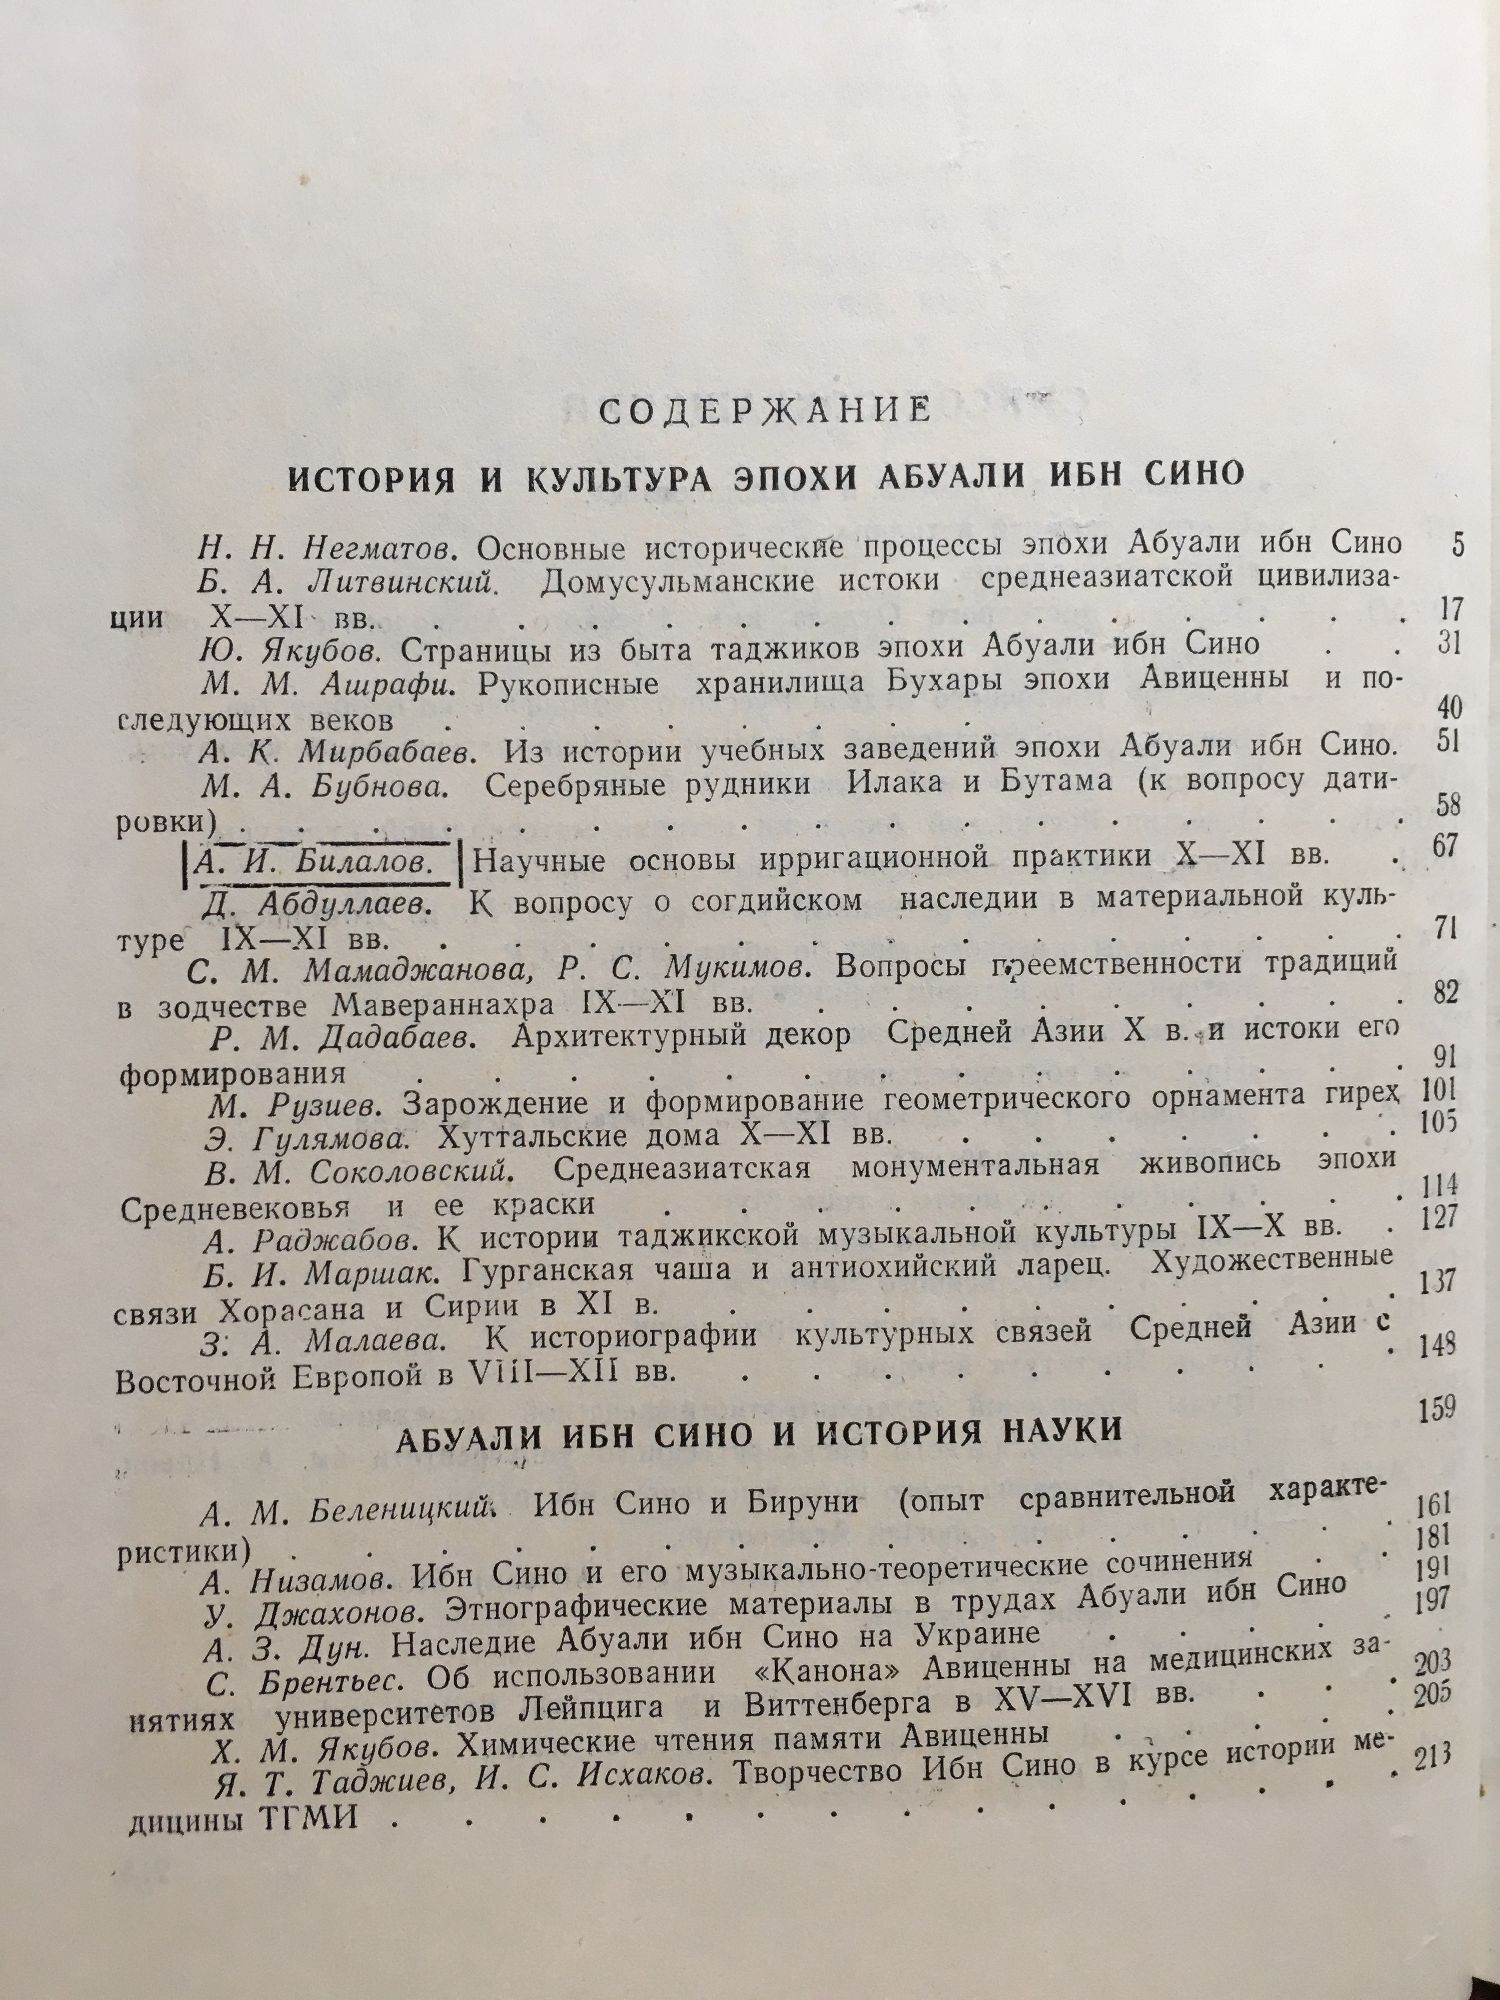 СОДЕРЖАНИЕ
ИСТОРИЯ И КУЛЬТУРА ЭПОХИ АБУАЛИ ИБН СИНО
Н. Н. Негматов. Основные исторические процессы эпохи Абуали ибн Сино 5
Б. А. Литвинский. Домусульманские истоки среднеазиатской цивилиза-
ции X—XI вв. . . . . . . . . . . . . . . 17
Ю. Якубов. Страницы из быта таджиков эпохи Абуали ибн Сино . . 31
М. М. Ашрафи. Рукописные хранилища Бухары эпохи Авиценны и по-
следующих веков . . . . . . . . 40
А. К. Мирбабаев. Из истории учебных заведений эпохи Абуали ибн Сино. 51
М. А. Бубнова. Серебряные рудники Илака и Бутама (к вопросу дати-
ровки) . . . . . . . . . . . . . . . . . 58
А. И. Билалов. Научные основы ирригационной практики X—XI вв. . 67
Д. Абдуллаев. К вопросу о согдийском наследии в материальной куль-
туре IX—XI вв. . . . . . . . . . . . . . . 71
С. М. Мамаджанова, Р. С. Мукимов. Вопросы преемственности традиций
в зодчестве Мавераннахра IX—XI вв. . . . . . . . . . 82
Р. М. Дадабаев. Архитектурный декор Средней Азии X в. и истоки его
формирования . . . . . . . . . . . . . . 91
М. Рузиев. Зарождение и формирование геометрического орнамента гирех 101
Э. Гулямова. Хуттальские дома X—XI вв. . . . . . . . 105
В. М. Соколовский. Среднеазиатская монументальная живопись эпохи
Средневековья и ее краски . . . . . . . . . . . 114
А. Раджабов. К истории таджикской музыкальной культуры IX—X вв. . 127
Б. И. Маршак. Гурганская чаша и антиохийский ларец. Художественные
связи Хорасана и Сирии в XI в. . . . . . . . . . . 137
З. А. Малаева. К историографии культурных связей Средней Азии с
Восточной Европой в VIII—XII вв. . . . . . . . . . . 148
АБУАЛИ ИБН СИНО И ИСТОРИЯ НАУКИ 159
А. М. Беленицкий. Ибн Сино и Бируни (опыт сравнительной характе-
ристики) . . . . . . . . . . . . . . . . 161
А. Низамов. Ибн Сино и его музыкально-теоретические сочинения . . 181
У. Джахонов. Этнографические материалы в трудах Абуали ибн Сино 191
А. З. Дун. Наследие Абуали ибн Сино на Украине . . . . . 197
С. Брентьес. Об использовании «Канона» Авиценны на медицинских за-
нятиях университетов Лейпцига и Виттенберга в XV—XVI вв. . . . 203
Х. М. Якубов. Химические чтения памяти Авиценны . . . . . 205
Я. Т. Таджиев, И. С. Исхаков. Творчество Ибн Сино в курсе истории ме-
дицины ТГМИ . . . . . . . . . . . . . . . 213